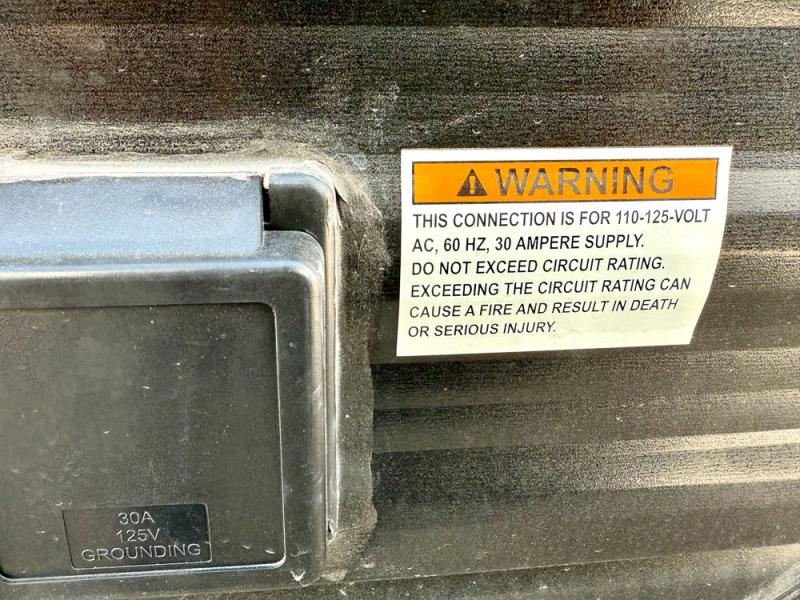 WARNING
THIS CONNECTION IS FOR 110-125-VOLT
AC, 60 HZ, 30 AMPERE SUPPLY.
DO NOT EXCEED CIRCUIT RATING.
EXCEEDING THE CIRCUIT RATING CAN
CAUSE A FIRE AND RESULT IN DEATH
OR SERIOUS INJURY.
30A
125V
GROUNDING